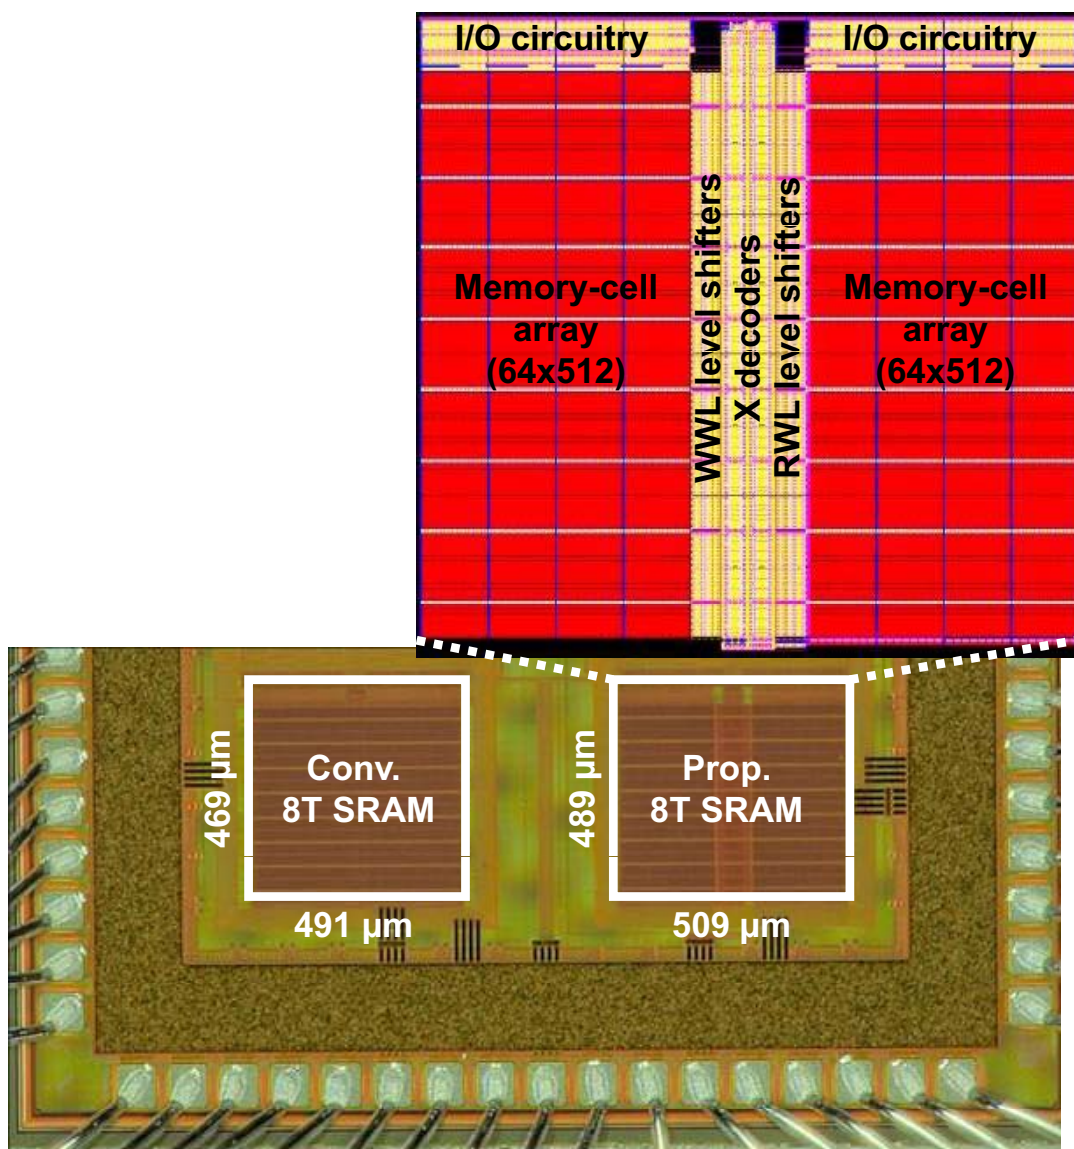 I/O circuitry
I/O circuitry
WWL level shifters
X decoders
RWL level shifters
Memory-cell
array
(64x512)
Memory-cell
array
(64x512)
469 µm
Conv.
8T SRAM
491 µm
489 µm
Prop.
8T SRAM
509 µm